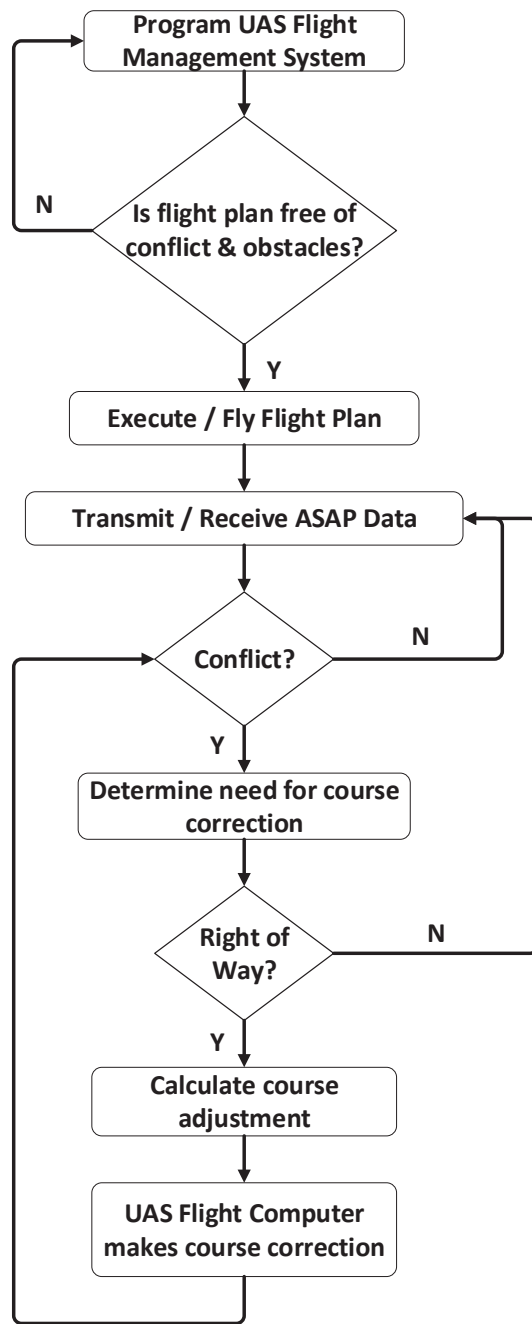 Program UAS Flight
Management System
N
Is flight plan free of
conflict & obstacles?
Y
Execute / Fly Flight Plan
Transmit / Receive ASAP Data
N
Conflict?
Y
Determine need for course
correction
N
Right of
Way?
Y
Calculate course
adjustment
UAS Flight Computer
makes course correction